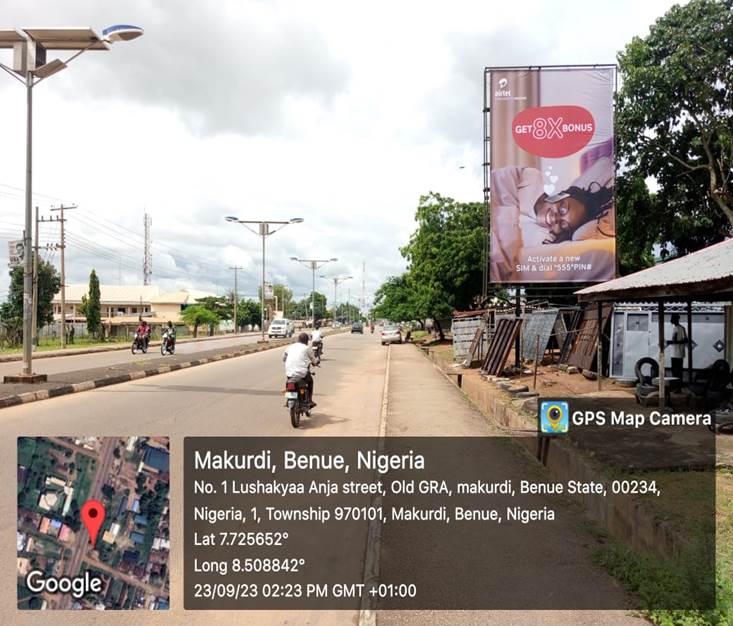 airtel
GET 8X BONUS
Activate a new
SIM & dial *555*PIN#
GPS Map Camera
Makurdi, Benue, Nigeria
No. 1 Lushakyaa Anja street, Old GRA, makurdi, Benue State, 00234,
Nigeria, 1, Township 970101, Makurdi, Benue, Nigeria
Lat 7.725652°
Long 8.508842°
23/09/23 02:23 PM GMT +01:00
Google